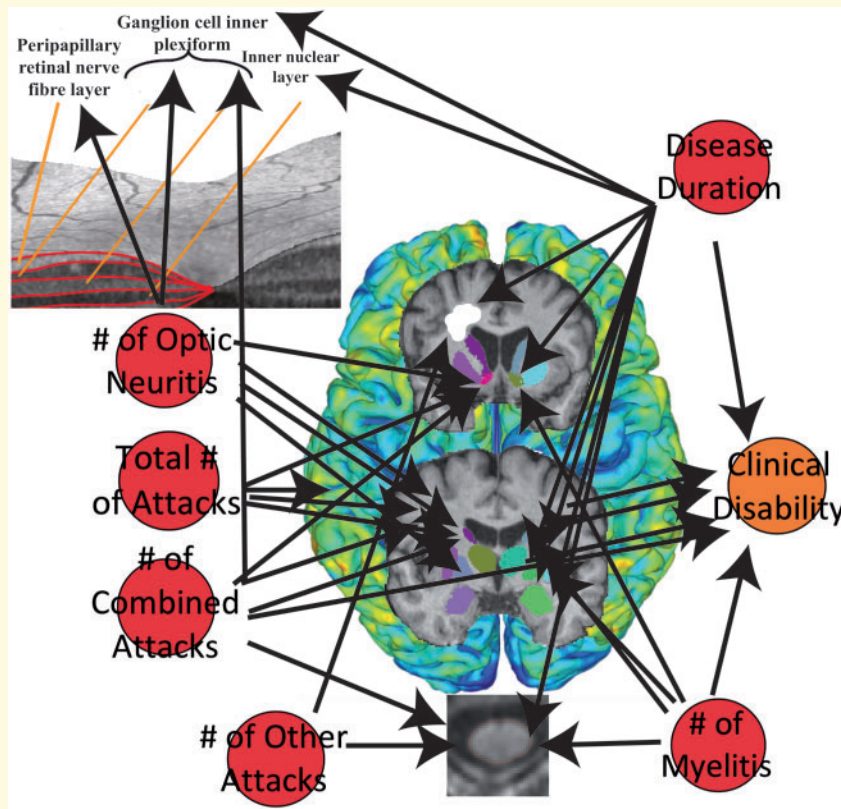 Ganglion cell inner
plexiform
Peripapillary
retinal nerve
fibre layer
Inner nuclear
layer
Disease
Duration
# of Optic
Neuritis
Total #
of Attacks
Clinical
Disability
# of
Combined
Attacks
# of Other
Attacks
# of
Myelitis